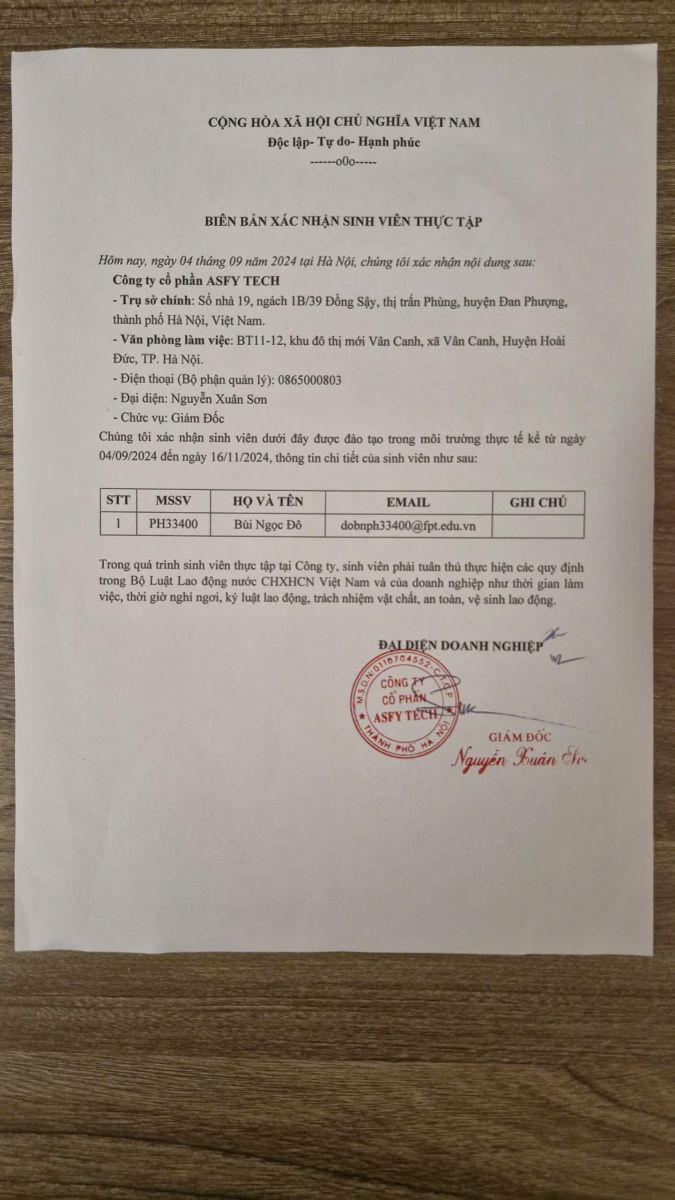 CỘNG HÒA XÃ HỘI CHỦ NGHĨA VIỆT NAM
Độc lập- Tự do- Hạnh phúc
------o0o-----
BIÊN BẢN XÁC NHẬN SINH VIÊN THỰC TẬP
Hôm nay, ngày 04 tháng 09 năm 2024 tại Hà Nội, chúng tôi xác nhận nội dung sau:
Công ty cổ phần ASFY TECH
- Trụ sở chính: Số nhà 19, ngách 1B/39 Đồng Sậy, thị trấn Phùng, huyện Đan Phượng,
thành phố Hà Nội, Việt Nam.
- Văn phòng làm việc: BT11-12, khu đô thị mới Vân Canh, xã Vân Canh, Huyện Hoài
Đức, TP. Hà Nội.
- Điện thoại (Bộ phận quản lý): 0865000803
- Đại diện: Nguyễn Xuân Sơn
- Chức vụ: Giám Đốc
Chúng tôi xác nhận sinh viên dưới đây được đào tạo trong môi trường thực tế kể từ ngày
04/09/2024 đến ngày 16/11/2024, thông tin chi tiết của sinh viên như sau:
STT MSSV HỌ VÀ TÊN EMAIL GHI CHÚ
1 PH33400 Bùi Ngọc Đô dobnph33400@fpt.edu.vn
Trong quá trình sinh viên thực tập tại Công ty, sinh viên phải tuân thủ thực hiện các quy định
trong Bộ Luật Lao động nước CHXHCN Việt Nam và của doanh nghiệp như thời gian làm
việc, thời giờ nghỉ ngơi, kỷ luật lao động, trách nhiệm vật chất, an toàn, vệ sinh lao động.
ĐẠI DIỆN DOANH NGHIỆP
M.S.D.N:0110704552-C.T.C.P
CÔNG TY
CỔ PHẦN
ASFY TECH
THÀNH PHỐ HÀ NỘI
GIÁM ĐỐC
Nguyễn Xuân